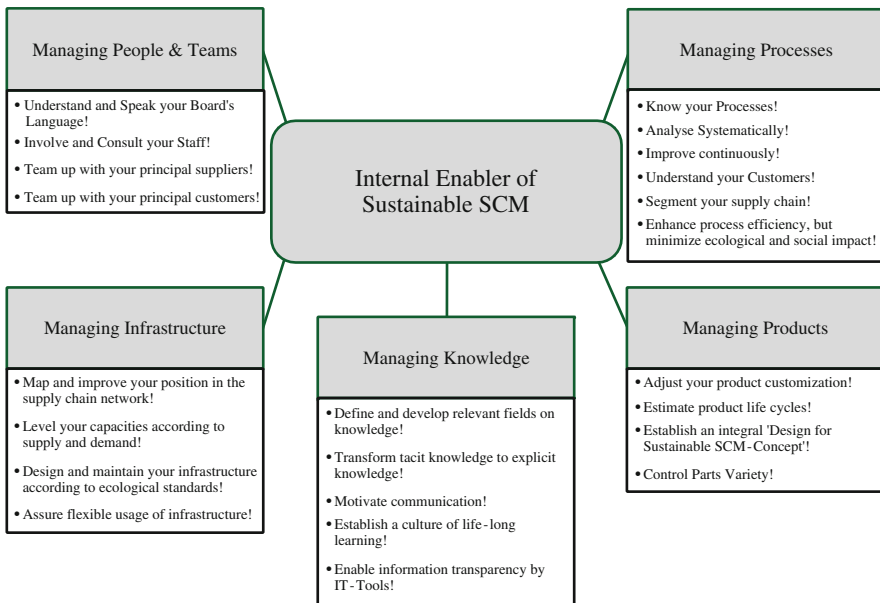 Managing People & Teams
• Understand and Speak your Board's
Language!
• Involve and Consult your Staff!
• Team up with your principal suppliers!
• Team up with your principal customers!
Internal Enabler of
Sustainable SCM
Managing Processes
• Know your Processes!
• Analyse Systematically!
• Improve continuously!
• Understand your Customers!
• Segment your supply chain!
• Enhance process efficiency, but
minimize ecological and social impact!
Managing Infrastructure
• Map and improve your position in the
supply chain network!
• Level your capacities according to
supply and demand!
• Design and maintain your infrastructure
according to ecological standards!
• Assure flexible usage of infrastructure!
Managing Knowledge
• Define and develop relevant fields on
knowledge!
• Transform tacit knowledge to explicit
knowledge!
• Motivate communication!
• Establish a culture of life-long
learning!
• Enable information transparency by
IT-Tools!
Managing Products
• Adjust your product customization!
• Estimate product life cycles!
• Establish an integral 'Design for
Sustainable SCM-Concept'!
• Control Parts Variety!